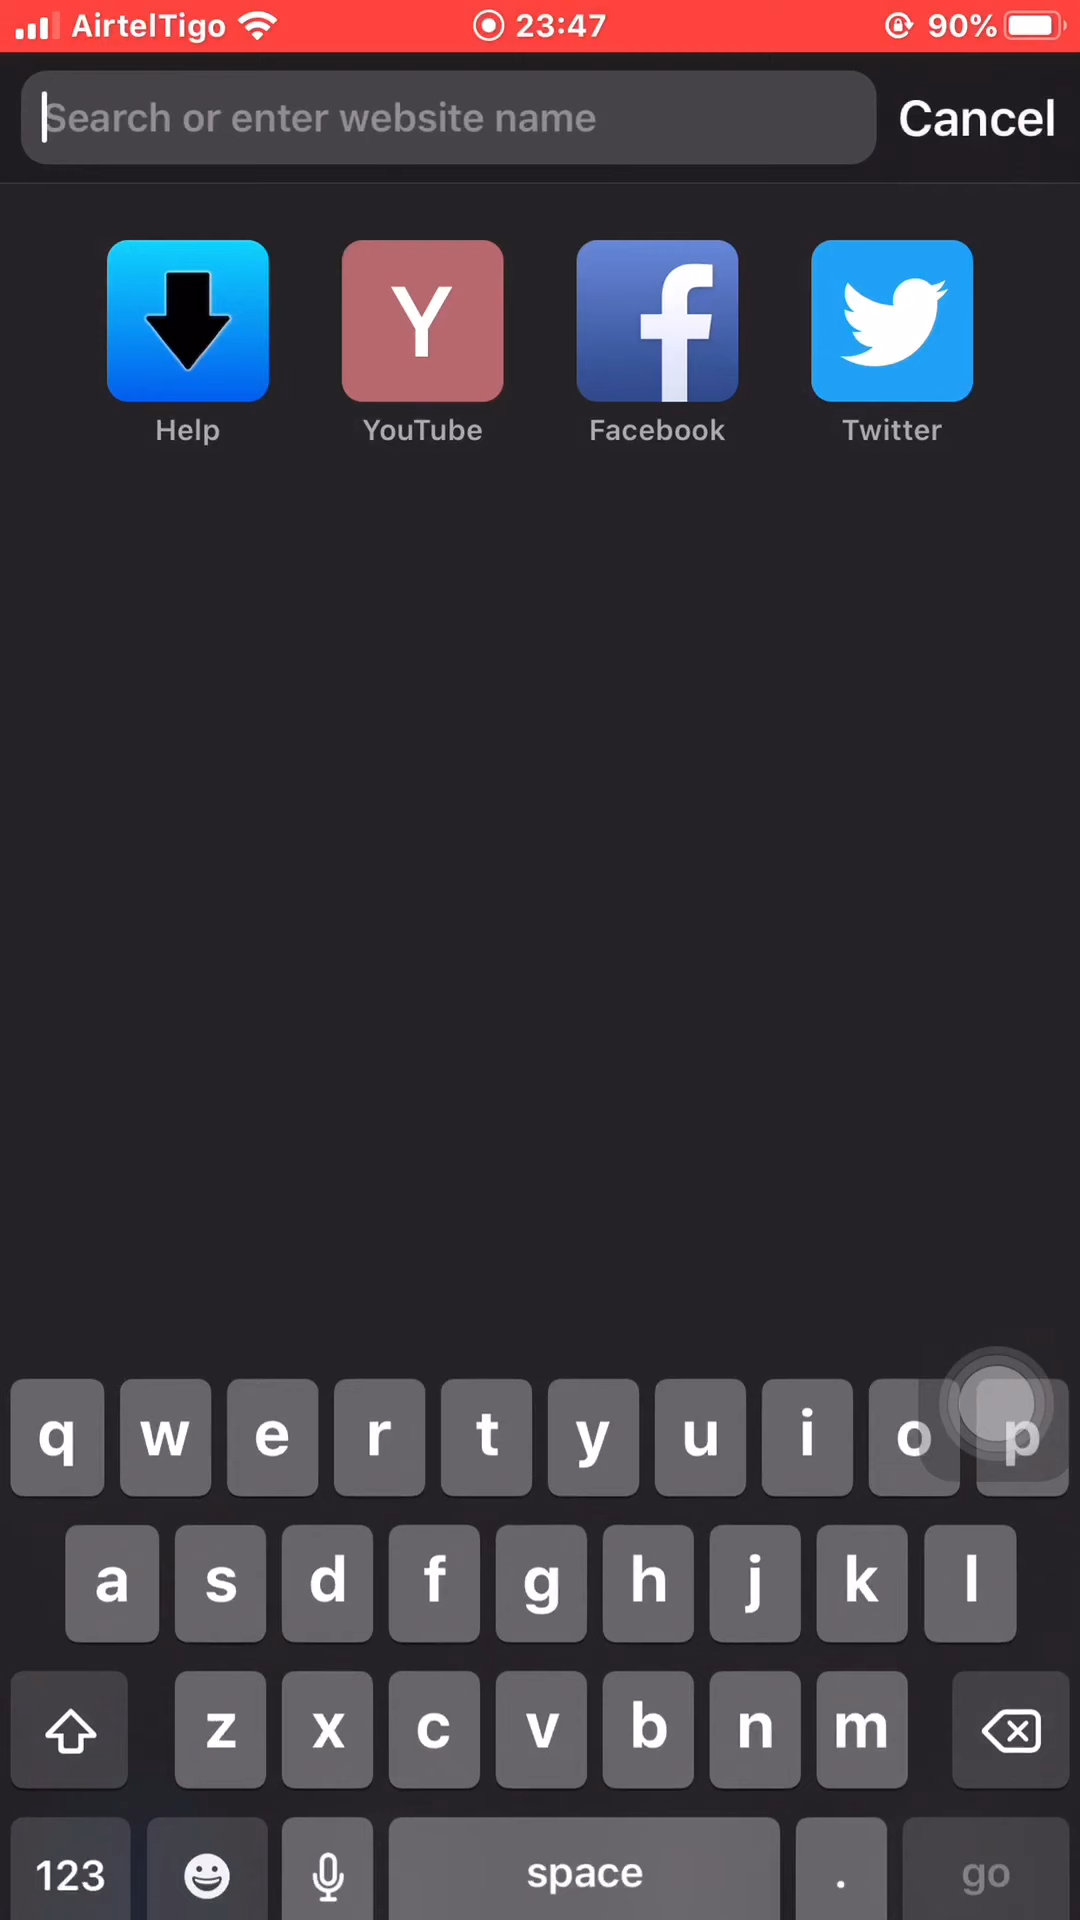 AirtelTigo 23:47 90%
Search or enter website name Cancel
Y f
Help YouTube Facebook Twitter
q w e r t y u i o p
a s d f g h j k l
z x c v b n m
123 space . go